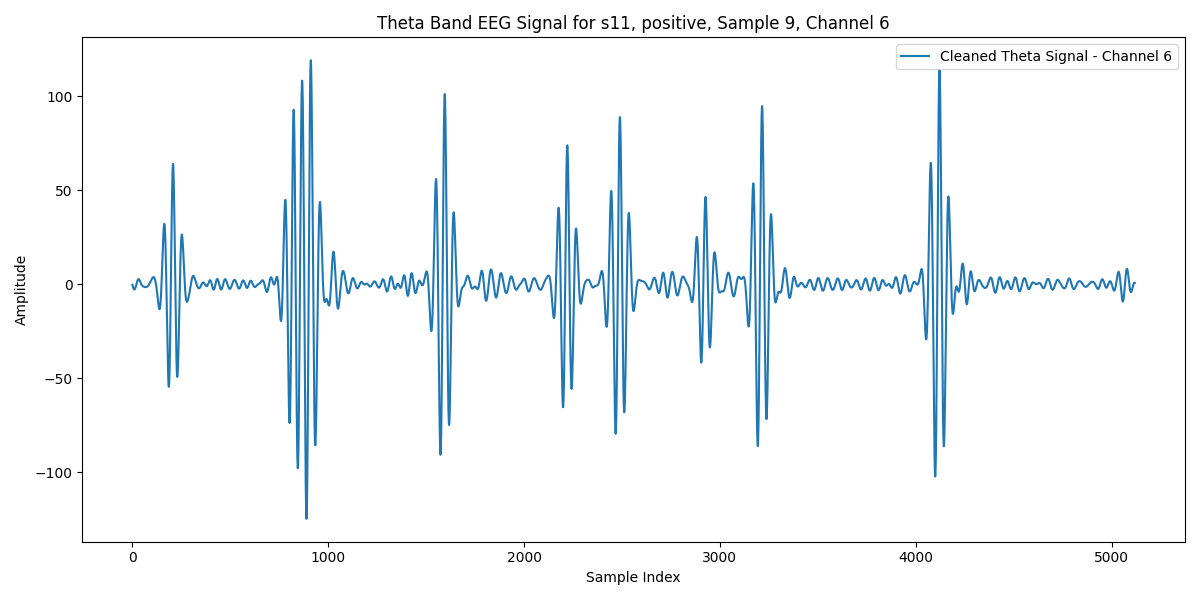 Theta Band EEG Signal for s11, positive, Sample 9, Channel 6
Cleaned Theta Signal - Channel 6
Amplitude
100
50
0
−50
−100
0 1000 2000 3000 4000 5000
Sample Index